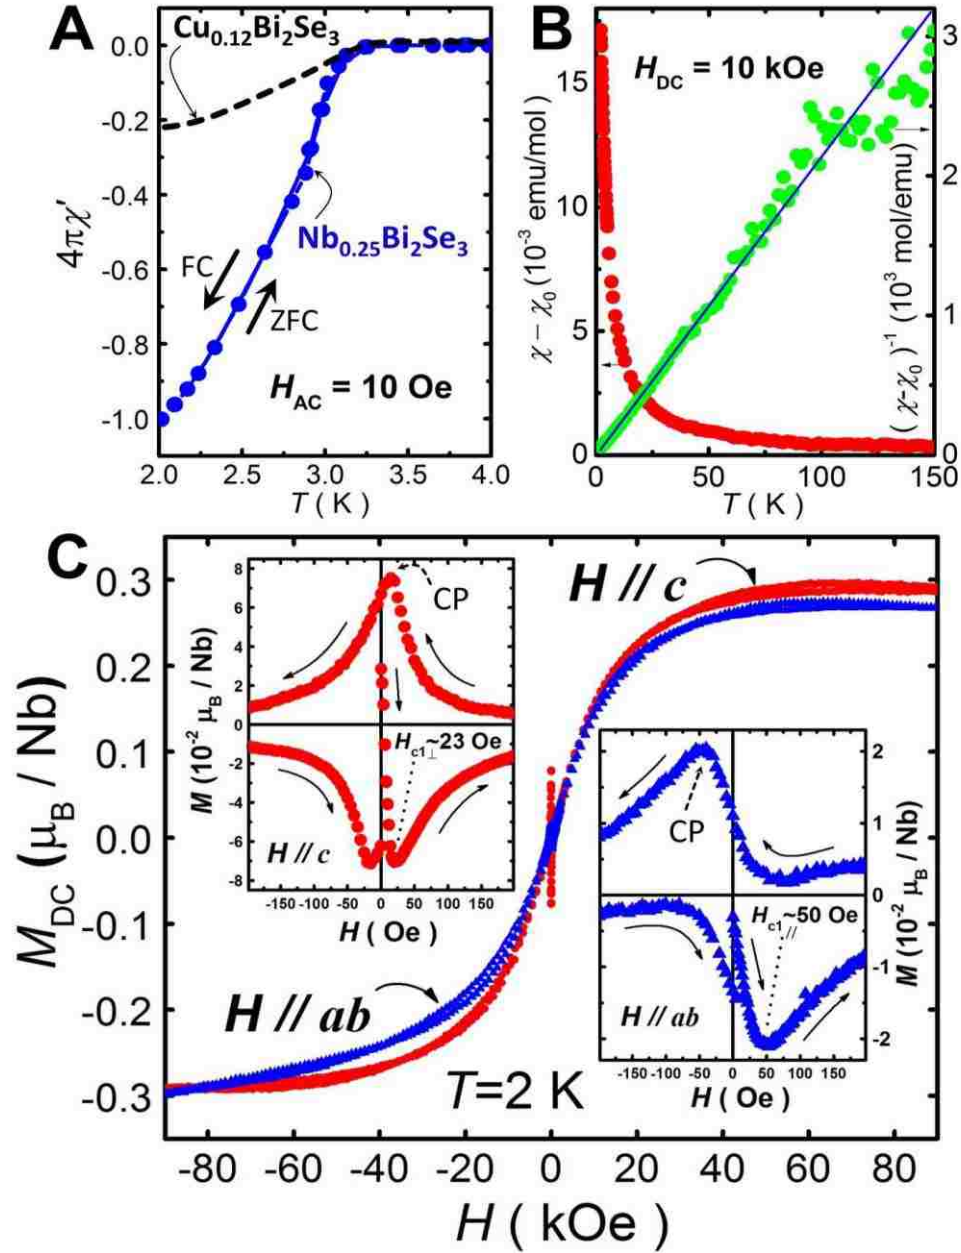 A
Cu0.12Bi2Se3
0.0
-0.2
-0.4
-0.6
-0.8
-1.0
4πχ′
Nb0.25Bi2Se3
FC
ZFC
HAC = 10 Oe
2.0 2.5 3.0 3.5 4.0
T ( K )
B
HDC = 10 kOe
15
10
5
0
χ − χ0 (10-3 emu/mol)
3
2
1
0
( χ-χ0 )-1 (103 mol/emu)
0 25 50 75 100 125 150
T ( K )
C
0.3
0.2
0.1
0.0
-0.1
-0.2
-0.3
MDC (μB / Nb)
H // c
H // ab
T=2 K
-80 -60 -40 -20 0 20 40 60 80
H ( kOe )
8
6
4
2
0
-2
-4
-6
-8
CP
Hc1⊥~23 Oe
H // c
M (10-2 μB / Nb)
-150 -100 -50 0 50 100 150
H ( Oe )
2
1
0
-1
-2
CP
Hc1//~50 Oe
H // ab
M (10-2 μB / Nb)
-150 -100 -50 0 50 100 150
H ( Oe )